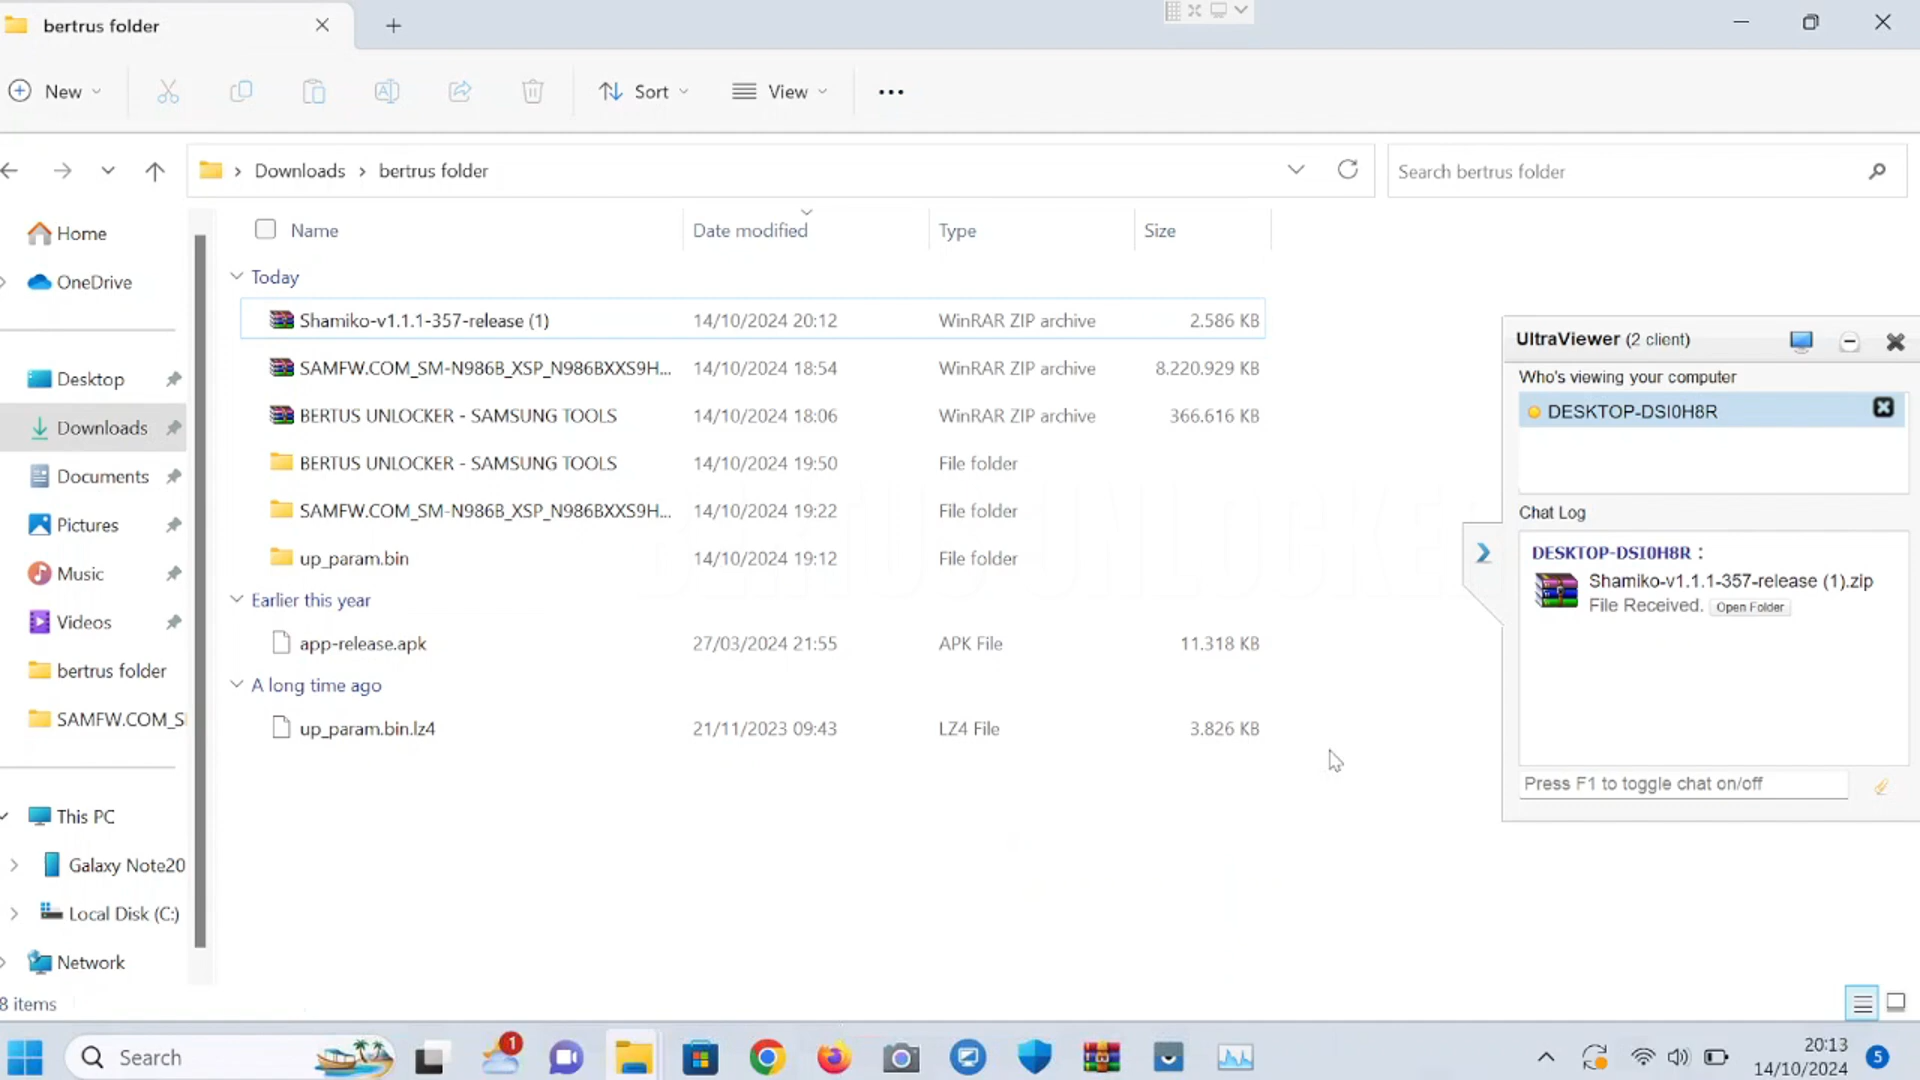 bertrus folder
New
Sort
View
Downloads > bertrus folder
Search bertrus folder
Home
OneDrive
Desktop
Downloads
Documents
Pictures
Music
Videos
bertrus folder
SAMFW.COM_S
This PC
Galaxy Note20
Local Disk (C:)
Network
Name Date modified Type Size
Today
Shamiko-v1.1.1-357-release (1) 14/10/2024 20:12 WinRAR ZIP archive 2.586 KB
SAMFW.COM_SM-N986B_XSP_N986BXXS9H... 14/10/2024 18:54 WinRAR ZIP archive 8.220.929 KB
BERTUS UNLOCKER - SAMSUNG TOOLS 14/10/2024 18:06 WinRAR ZIP archive 366.616 KB
BERTUS UNLOCKER - SAMSUNG TOOLS 14/10/2024 19:50 File folder
SAMFW.COM_SM-N986B_XSP_N986BXXS9H... 14/10/2024 19:22 File folder
up_param.bin 14/10/2024 19:12 File folder
Earlier this year
app-release.apk 27/03/2024 21:55 APK File 11.318 KB
A long time ago
up_param.bin.lz4 21/11/2023 09:43 LZ4 File 3.826 KB
UltraViewer (2 client)
Who's viewing your computer
DESKTOP-DSI0H8R
Chat Log
DESKTOP-DSI0H8R :
Shamiko-v1.1.1-357-release (1).zip
File Received. Open Folder
Press F1 to toggle chat on/off
8 items
Search
1
20:13
14/10/2024
5